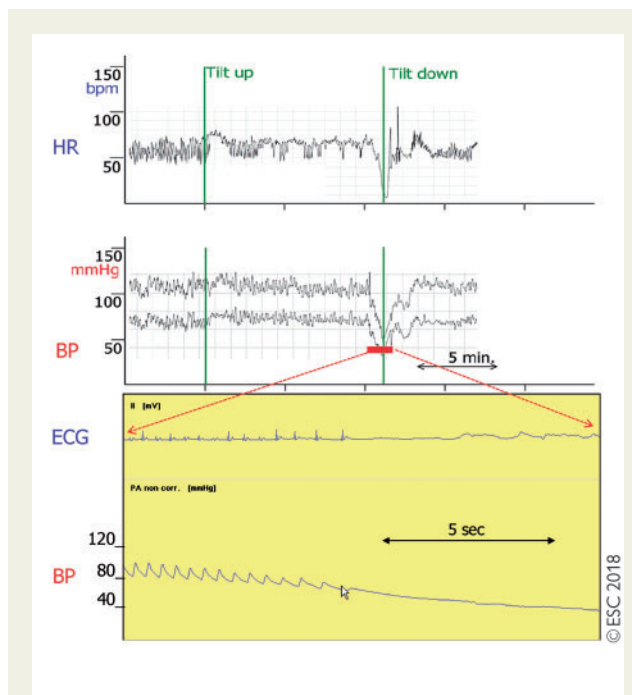 Tilt up
Tilt down
150
bpm
100
HR
50
150
mmHg
100
50
BP
5 min.
II [mV]
ECG
PA non corr. [mmHg]
5 sec
120
BP
80
40
©ESC 2018